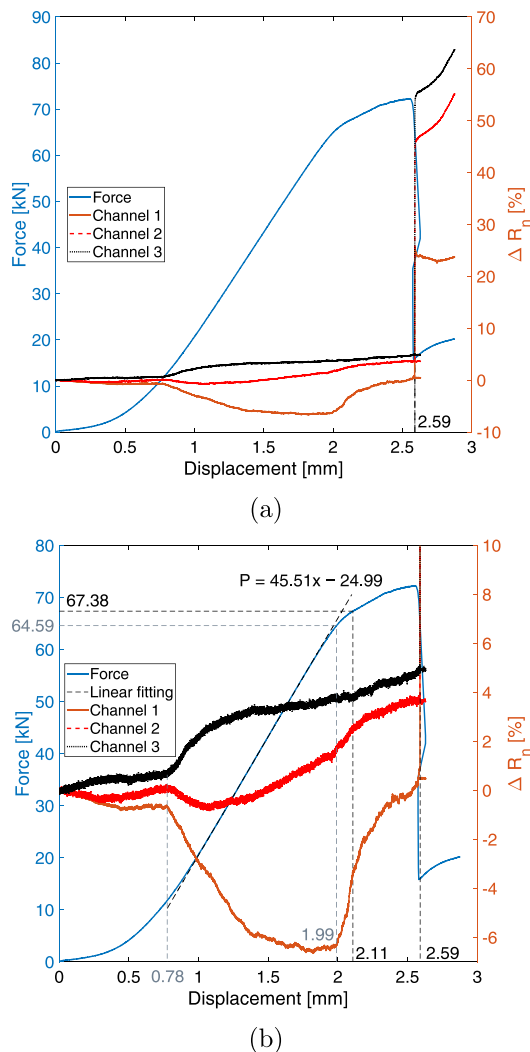 90
80
70
60
50
40
30
20
10
0
Force [kN]
70
60
50
40
30
20
10
0
-10
Δ R_n [%]
Force
Channel 1
Channel 2
Channel 3
2.59
0 0.5 1 1.5 2 2.5 3
Displacement [mm]
(a)
80
70
60
50
40
30
20
10
0
Force [kN]
10
8
6
4
2
0
-2
-4
-6
Δ R_n [%]
P = 45.51x − 24.99
67.38
64.59
Force
Linear fitting
Channel 1
Channel 2
Channel 3
1.99
2.11 2.59
0 0.5 1 1.5 2 2.5 3
0.78
Displacement [mm]
(b)